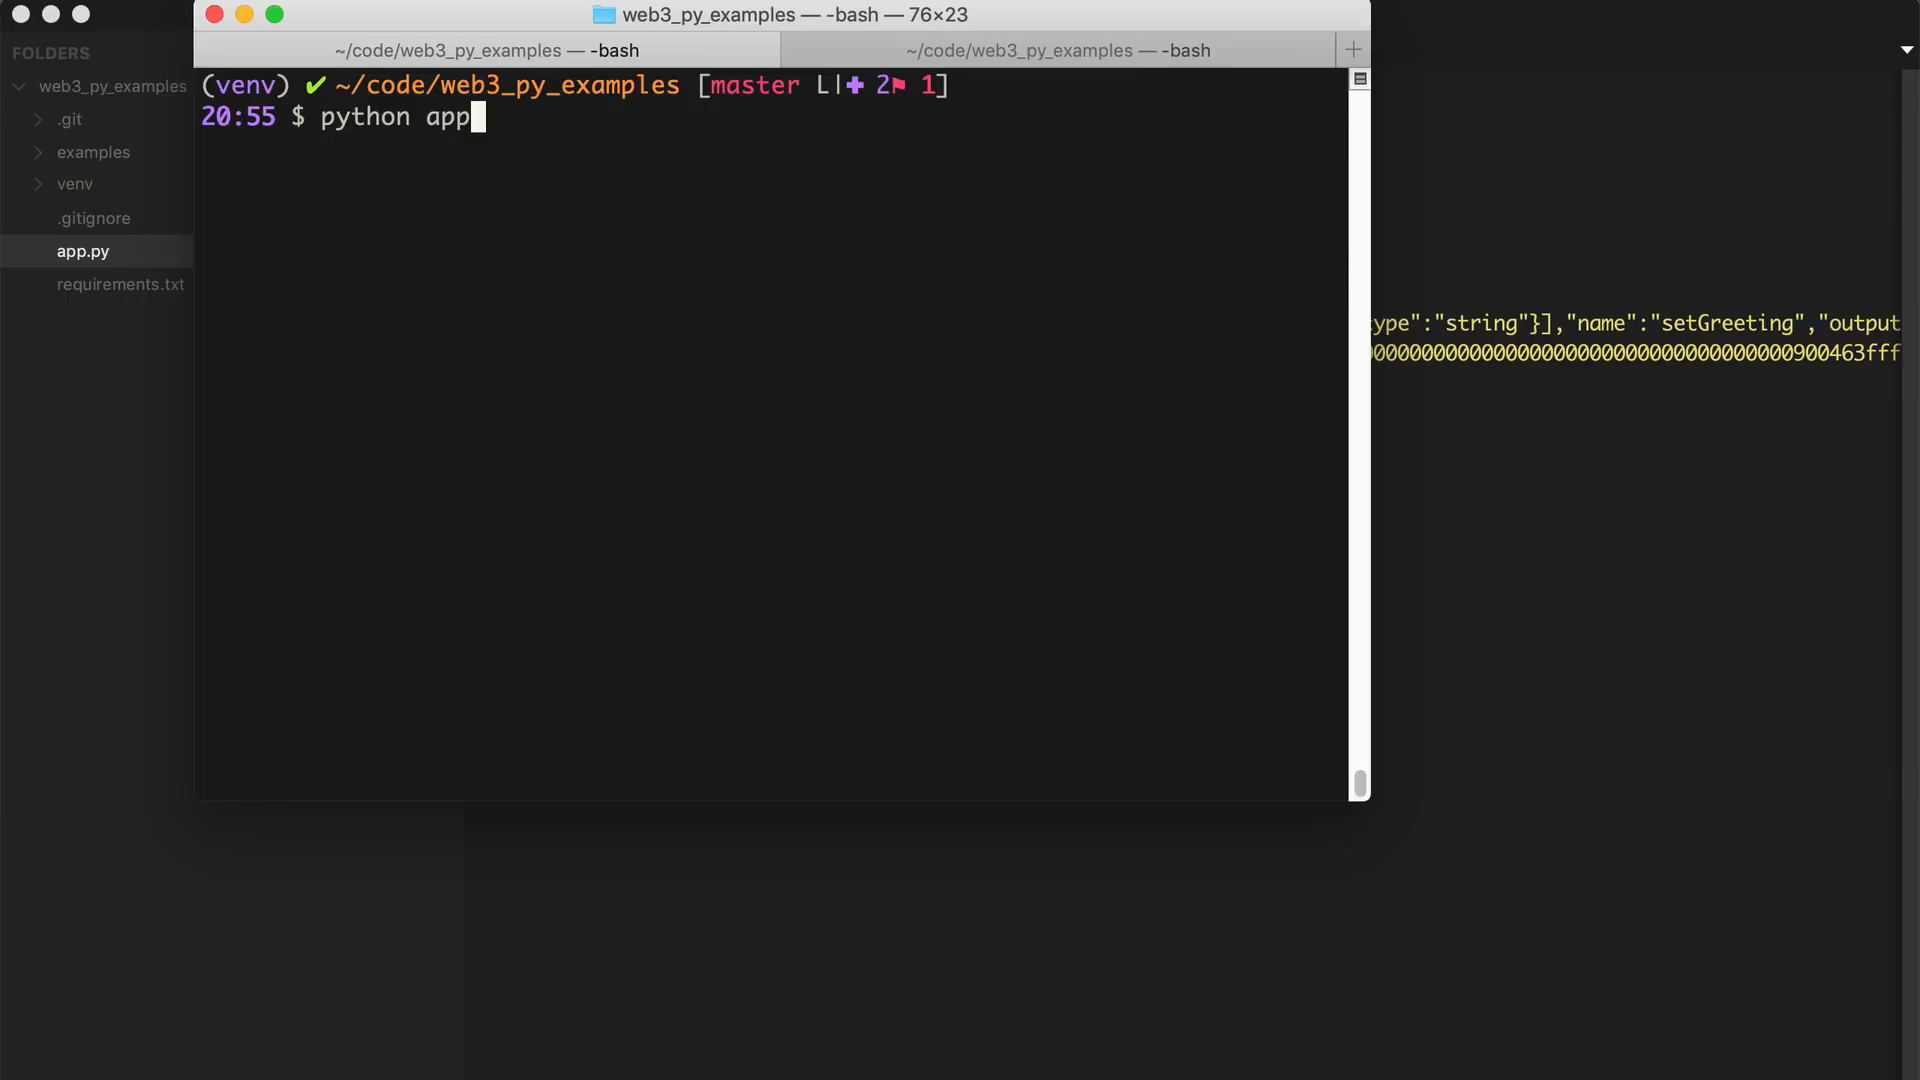 web3_py_examples — -bash — 76×23
~/code/web3_py_examples — -bash
~/code/web3_py_examples — -bash
FOLDERS
web3_py_examples
.git
examples
venv
.gitignore
app.py
requirements.txt
(venv) ✔ ~/code/web3_py_examples [master L|✚ 2⚑ 1]
20:55 $ python app
ype":"string"}],"name":"setGreeting","output
900463fff